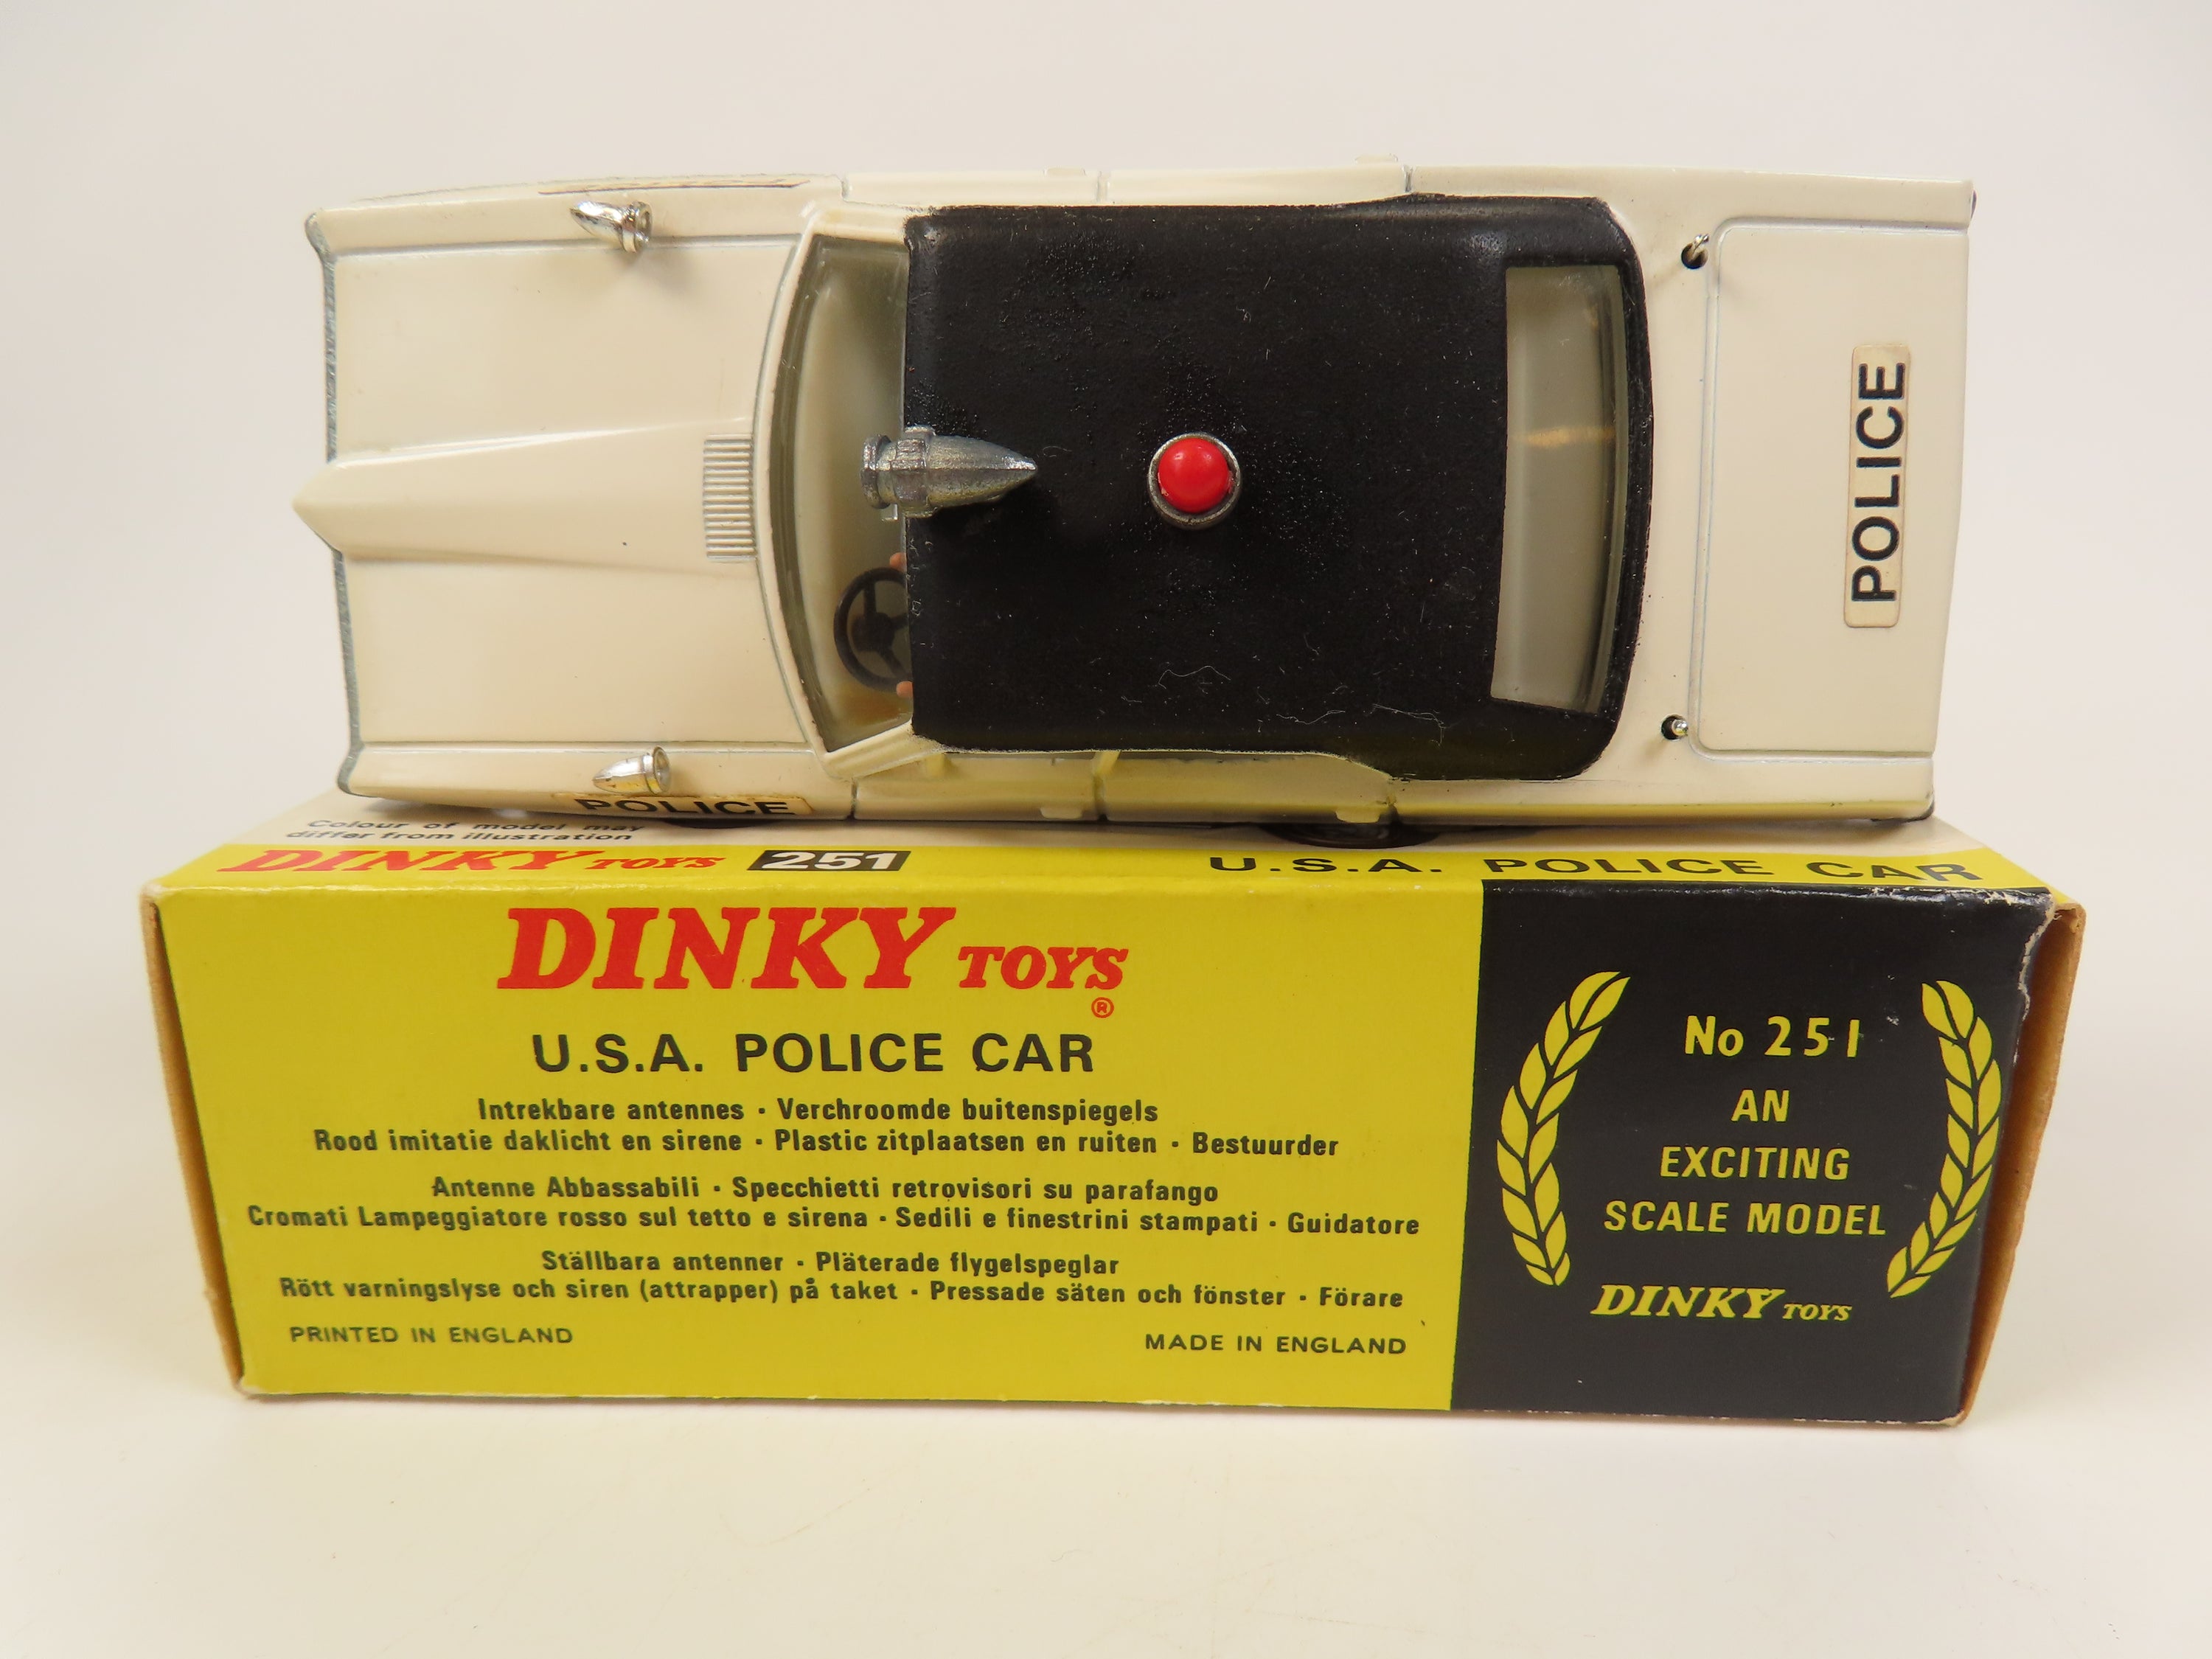 POLICE
POLICE
Colour of model may
differ from illustration
DINKY TOYS 251 U.S.A. POLICE CAR
DINKY TOYS
®
U.S.A. POLICE CAR
Intrekbare antennes · Verchroomde buitenspiegels
Rood imitatie daklicht en sirene · Plastic zitplaatsen en ruiten · Bestuurder
Antenne Abbassabili · Specchietti retrovisori su parafango
Cromati Lampeggiatore rosso sul tetto e sirena · Sedili e finestrini stampati · Guidatore
Ställbara antenner · Pläterade flygelspeglar
Rött varningslyse och siren (attrapper) på taket · Pressade säten och fönster · Förare
PRINTED IN ENGLAND
MADE IN ENGLAND
No 251
AN
EXCITING
SCALE MODEL
DINKY TOYS